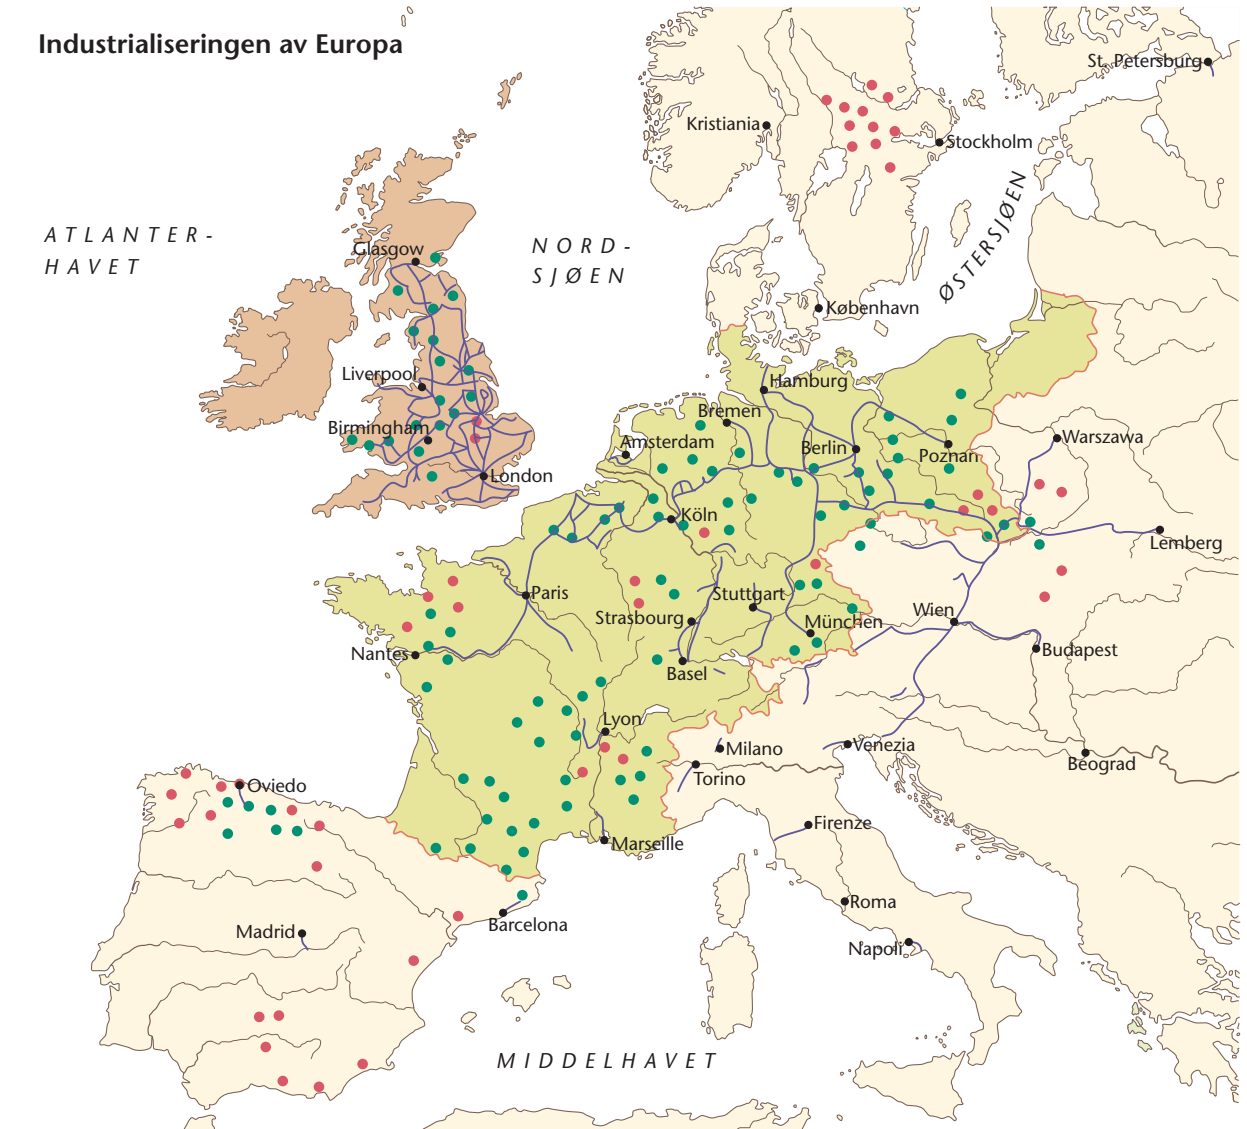 Industrialiseringen av Europa
St. Petersburg
Kristiania
Stockholm
ATLANTER-
HAVET
NORD-
SJØEN
ØSTERSJØEN
Glasgow
København
Liverpool
Hamburg
Birmingham
Bremen
Amsterdam
Berlin
Poznan
Warszawa
London
Köln
Lemberg
Paris
Stuttgart
Strasbourg
München
Wien
Nantes
Basel
Budapest
Lyon
Milano
Venezia
Beograd
Torino
Oviedo
Firenze
Marseille
Roma
Barcelona
Madrid
Napoli
MIDDELHAVET